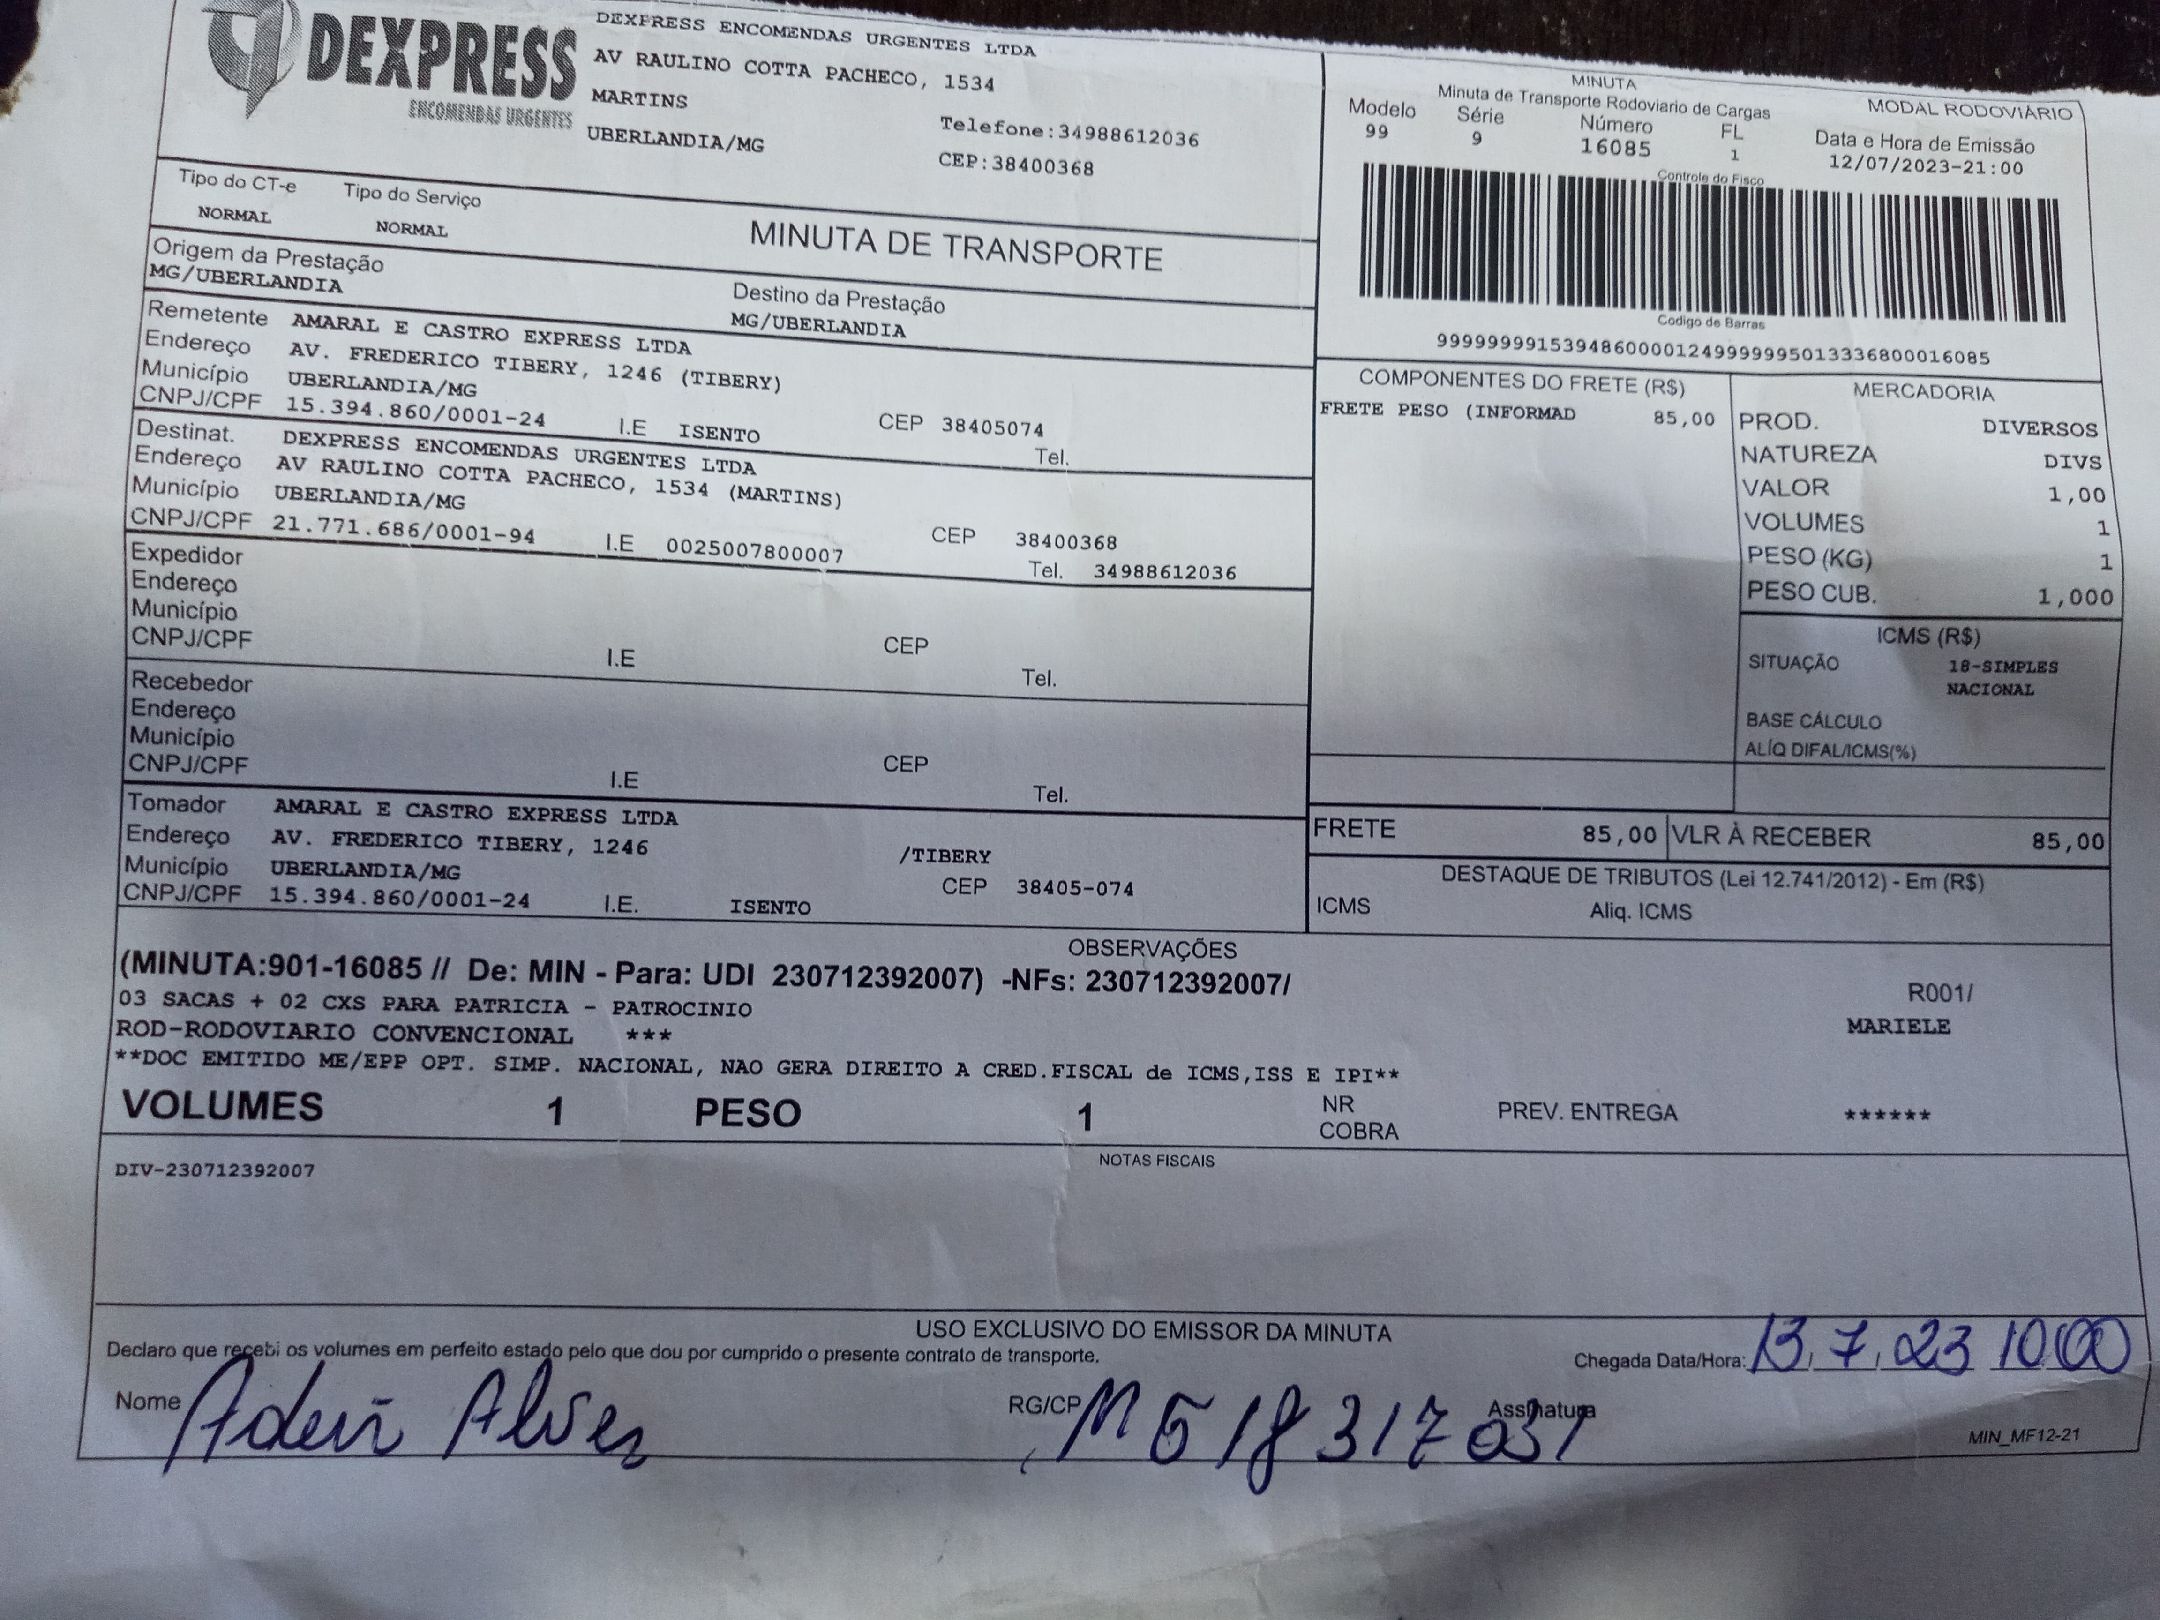 DEXPRESS
ENCOMENDAS URGENTES
DEXPRESS ENCOMENDAS URGENTES LTDA
AV RAULINO COTTA PACHECO, 1534
MARTINS
UBERLANDIA/MG
Telefone:34988612036
CEP:38400368
MINUTA
Minuta de Transporte Rodoviario de Cargas
MODAL RODOVIÁRIO
Modelo Série Número FL Data e Hora de Emissão
99 9 16085 1 12/07/2023-21:00
Controle do Fisco
Codigo de Barras
99999999153948600001249999995013336800016085
Tipo do CT-e Tipo do Serviço
NORMAL NORMAL
MINUTA DE TRANSPORTE
Origem da Prestação
MG/UBERLANDIA
Destino da Prestação
MG/UBERLANDIA
Remetente AMARAL E CASTRO EXPRESS LTDA
Endereço AV. FREDERICO TIBERY, 1246 (TIBERY)
Município UBERLANDIA/MG
CEP 38405074
CNPJ/CPF 15.394.860/0001-24 I.E ISENTO Tel.
Destinat. DEXPRESS ENCOMENDAS URGENTES LTDA
Endereço AV RAULINO COTTA PACHECO, 1534 (MARTINS)
Município UBERLANDIA/MG CEP 38400368
CNPJ/CPF 21.771.686/0001-94 I.E 0025007800007 Tel. 34988612036
Expedidor
Endereço
Município CEP
CNPJ/CPF I.E Tel.
Recebedor
Endereço
Município CEP
CNPJ/CPF I.E Tel.
Tomador AMARAL E CASTRO EXPRESS LTDA
Endereço AV. FREDERICO TIBERY, 1246 /TIBERY
Município UBERLANDIA/MG CEP 38405-074
CNPJ/CPF 15.394.860/0001-24 I.E. ISENTO
COMPONENTES DO FRETE (R$)
FRETE PESO (INFORMAD 85,00
MERCADORIA
PROD. DIVERSOS
NATUREZA DIVS
VALOR 1,00
VOLUMES 1
PESO (KG) 1
PESO CUB. 1,000
ICMS (R$)
SITUAÇÃO 18-SIMPLES
NACIONAL
BASE CÁLCULO
ALÍQ DIFAL/ICMS(%)
FRETE 85,00 VLR À RECEBER 85,00
DESTAQUE DE TRIBUTOS (Lei 12.741/2012) - Em (R$)
ICMS Aliq. ICMS
OBSERVAÇÕES
(MINUTA:901-16085 // De: MIN - Para: UDI 230712392007) -NFs: 230712392007/
R001/
03 SACAS + 02 CXS PARA PATRICIA - PATROCINIO
MARIELE
ROD-RODOVIARIO CONVENCIONAL ***
**DOC EMITIDO ME/EPP OPT. SIMP. NACIONAL, NAO GERA DIREITO A CRED.FISCAL de ICMS,ISS E IPI**
VOLUMES 1 PESO 1 NR
COBRA
PREV. ENTREGA ******
NOTAS FISCAIS
DIV-230712392007
USO EXCLUSIVO DO EMISSOR DA MINUTA
Declaro que recebi os volumes em perfeito estado pelo que dou por cumprido o presente contrato de transporte.
Chegada Data/Hora: 13, 7, 23 10:00
Nome Alves RG/CP M 618317031 Assinatura
MIN_MF12-21